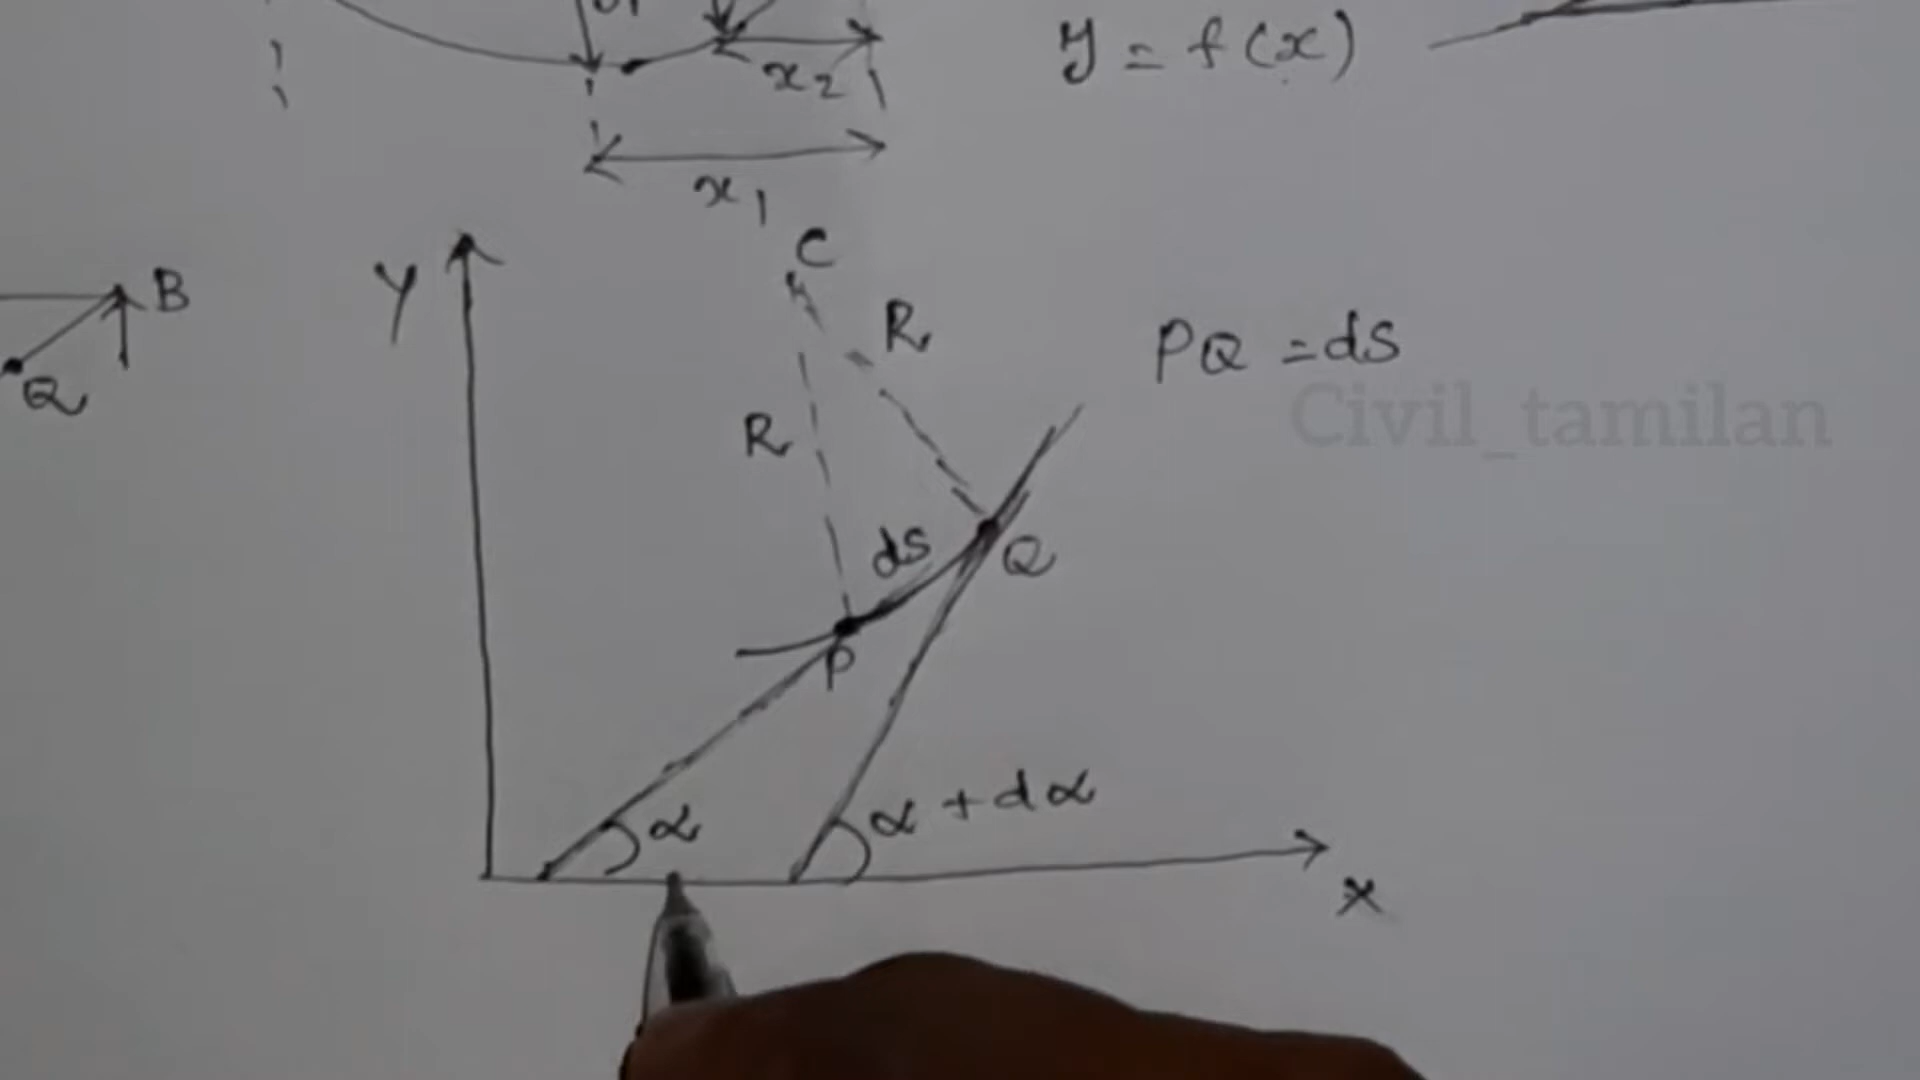 x2
y = f(x)
x1
C
B
Y
R
PQ = ds
Q
Civil_tamilan
R
ds
Q
P
α
α + dα
x